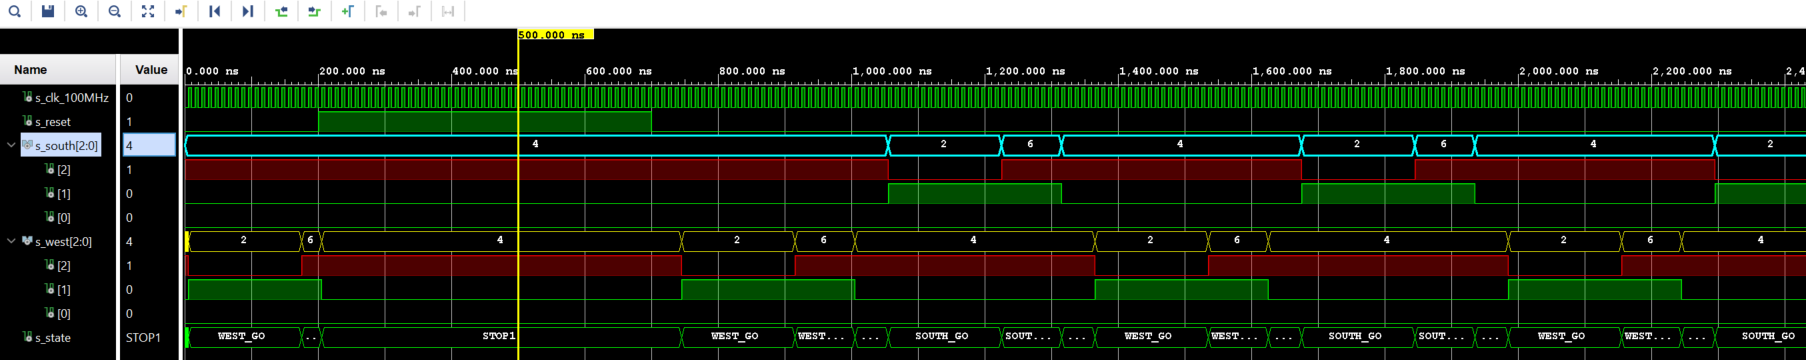 500.000 ns
Name Value 0.000 ns 200.000 ns 400.000 ns 600.000 ns 800.000 ns 1,000.000 ns 1,200.000 ns 1,400.000 ns 1,600.000 ns 1,800.000 ns 2,000.000 ns 2,200.000 ns 2,4
s_clk_100MHz 0
s_reset 1
s_south[2:0] 4 4 2 6 4 2 6 4 2
[2] 1
[1] 0
[0] 0
s_west[2:0] 4 2 6 4 2 6 4 2 6 4 2 6 4
[2] 1
[1] 0
[0] 0
s_state STOP1 WEST_GO .. STOP1 WEST_GO WEST... ... SOUTH_GO SOUT... ... WEST_GO WEST... ... SOUTH_GO SOUT... ... WEST_GO WEST... ... SOUTH_GO